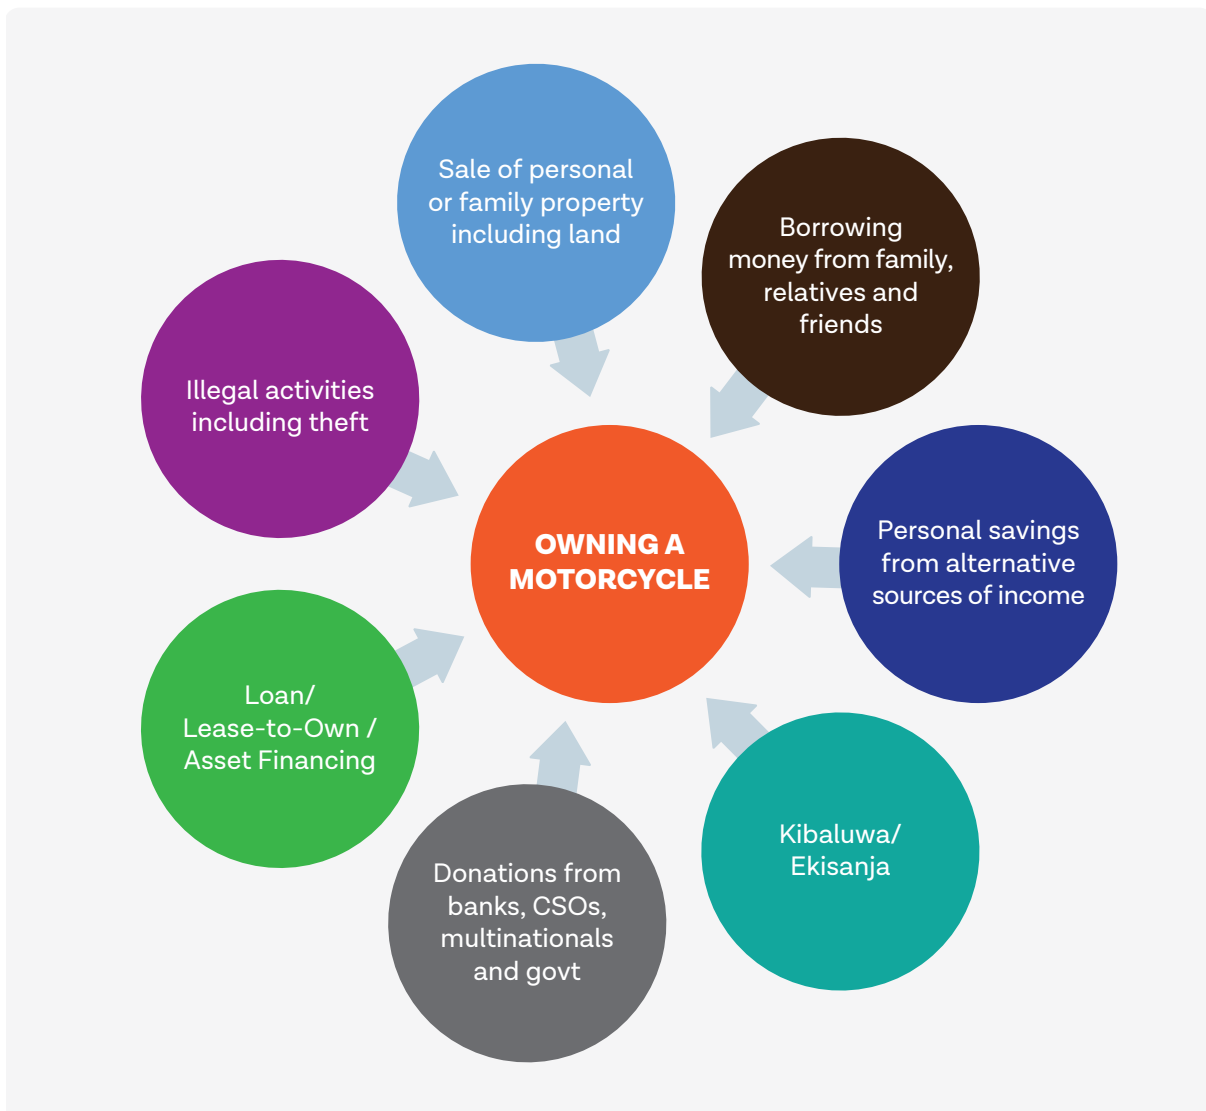 Sale of personal
or family property
including land
Borrowing
money from family,
relatives and
friends
Illegal activities
including theft
OWNING A
MOTORCYCLE
Personal savings
from alternative
sources of income
Loan/
Lease-to-Own /
Asset Financing
Kibaluwa/
Ekisanja
Donations from
banks, CSOs,
multinationals
and govt